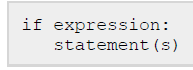 if expression:
   statement(s)